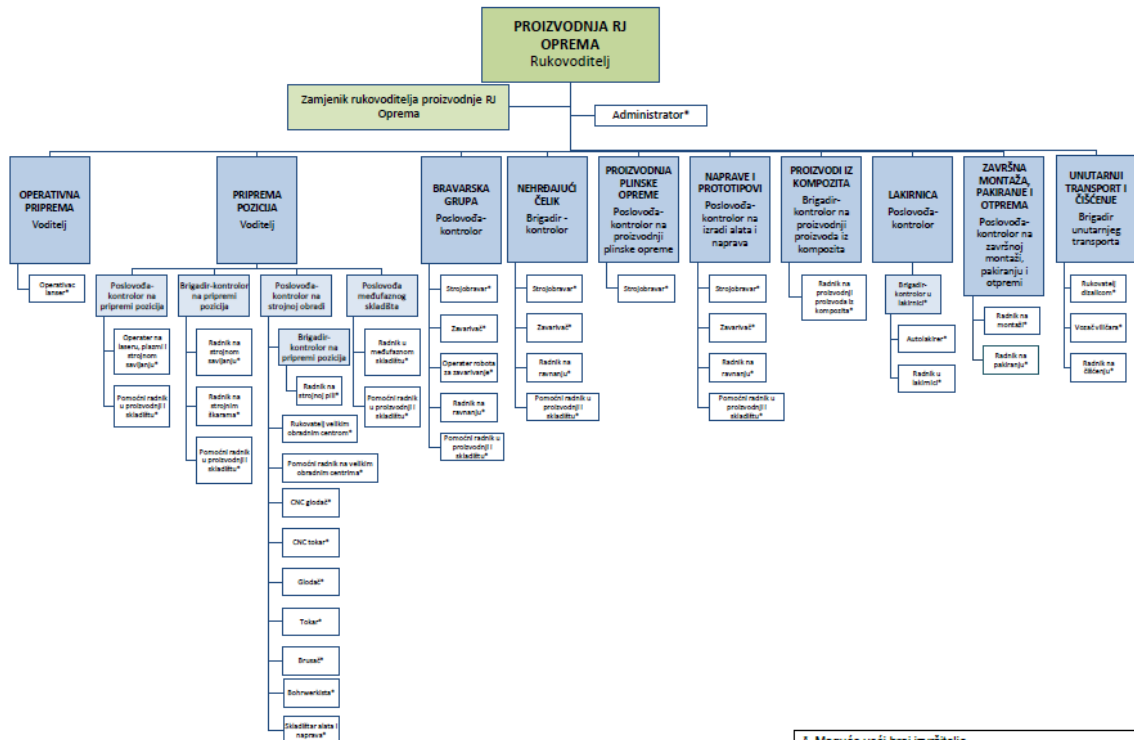 PROIZVODNJA RJ
OPREMA
Rukovoditelj
Zamjenik rukovoditelja proizvodnje RJ
Oprema
Administrator*
OPERATIVNA
PRIPREMA
Voditelj
PRIPREMA
POZICIJA
Voditelj
BRAVARSKA
GRUPA
Poslovođa-
kontrolor
NEHRĐAJUĆI
ČELIK
Brigadir -
kontrolor
PROIZVODNJA
PLINSKE
OPREME
Poslovođa-
kontrolor na
proizvodnji
plinske opreme
NAPRAVE I
PROTOTIPOVI
Poslovođa-
kontrolor na
izradi alata i
naprava
PROIZVODI IZ
KOMPOZITA
Brigadir-
kontrolor na
proizvodnji
proizvoda iz
kompozita
LAKIRNICA
Poslovođa-
kontrolor
ZAVRŠNA
MONTAŽA,
PAKIRANJE I
OTPREMA
Poslovođa-
kontrolor na
završnoj
montaži,
pakiranju i
otpremi
UNUTARNJI
TRANSPORT I
ČIŠĆENJE
Brigadir
unutarnjeg
transporta
Operativac
lanser*
Poslovođa-
kontrolor na
pripremi pozicija
Operater na
laseru, plazmi i
strojnom
savijanju*
Pomoćni radnik
u proizvodnji i
skladištu*
Brigadir-kontrolor
na pripremi
pozicija
Radnik na
strojnom
savijanju*
Radnik na
strojnim
škarama*
Pomoćni radnik
u proizvodnji i
skladištu*
Poslovođa-
kontrolor na
strojnoj obradi
Brigadir-
kontrolor na
pripremi pozicija
Radnik na
strojnoj pili*
Rukovatelj velikim
obradnim centrom*
Pomoćni radnik na velikim
obradnim centrima*
CNC glodač*
CNC tokar*
Glodač*
Tokar*
Brusač*
Bohrwerkista*
Skladištar alata i
naprava*
Poslovođa
međufaznog
skladišta
Radnik u
međufaznom
skladištu*
Pomoćni radnik
u proizvodnji i
skladištu*
Strojobravar*
Zavarivač*
Operater robota
za zavarivanje*
Radnik na
ravnanju*
Pomoćni radnik u
proizvodnji i
skladištu*
Strojobravar*
Zavarivač*
Radnik na
ravnanju*
Pomoćni radnik u
proizvodnji i
skladištu*
Strojobravar*
Strojobravar*
Zavarivač*
Radnik na
ravnanju*
Pomoćni radnik u
proizvodnji i
skladištu*
Radnik na
proizvodnji
proizvoda iz
kompozita*
Brigadir-
kontrolor u
lakirnici
Autolakirer*
Radnik u
lakirnici*
Radnik na
montaži*
Radnik na
pakiranju*
Rukovatelj
dizalicom*
Vozač viličara*
Radnik na
čišćenju*
* Moguće veći broj izvršitelja